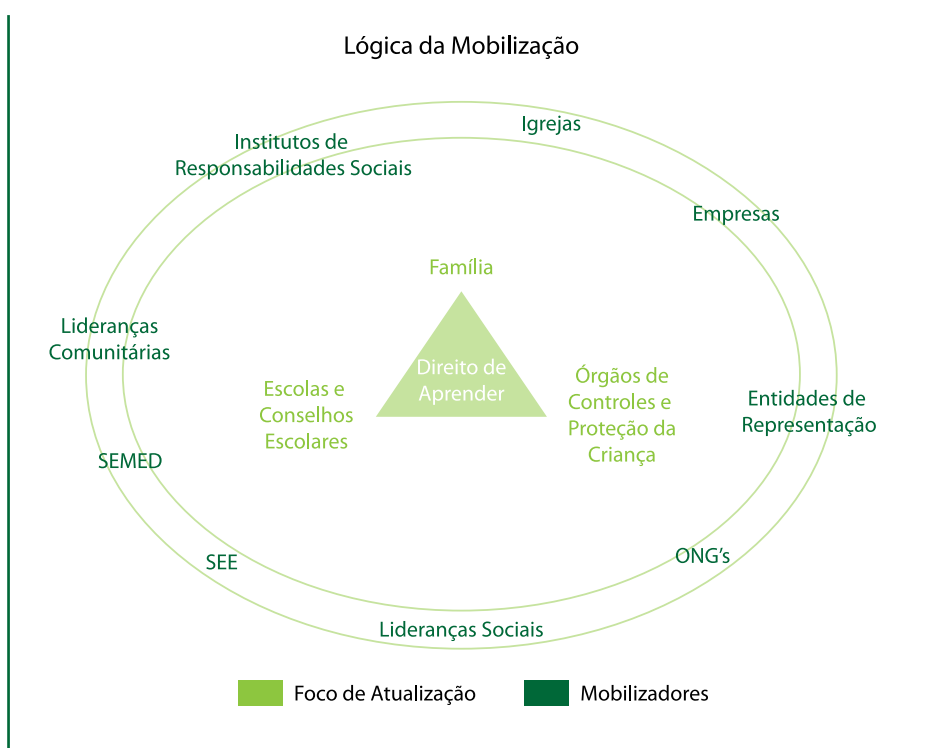 Lógica da Mobilização
Igrejas
Institutos de
Responsabilidades Sociais
Empresas
Família
Lideranças
Comunitárias
Direito de
Aprender
Escolas e
Conselhos
Escolares
Órgãos de
Controles e
Proteção da
Criança
Entidades de
Representação
SEMED
SEE
ONG's
Lideranças Sociais
Foco de Atualização
Mobilizadores